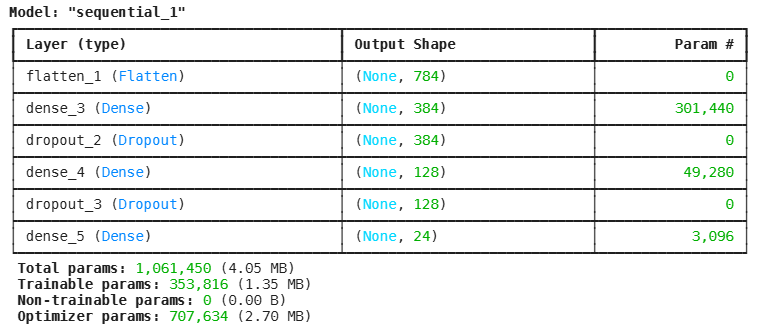 Model: "sequential_1"
Layer (type) Output Shape Param #
flatten_1 (Flatten) (None, 784) 0
dense_3 (Dense) (None, 384) 301,440
dropout_2 (Dropout) (None, 384) 0
dense_4 (Dense) (None, 128) 49,280
dropout_3 (Dropout) (None, 128) 0
dense_5 (Dense) (None, 24) 3,096
Total params: 1,061,450 (4.05 MB)
Trainable params: 353,816 (1.35 MB)
Non-trainable params: 0 (0.00 B)
Optimizer params: 707,634 (2.70 MB)